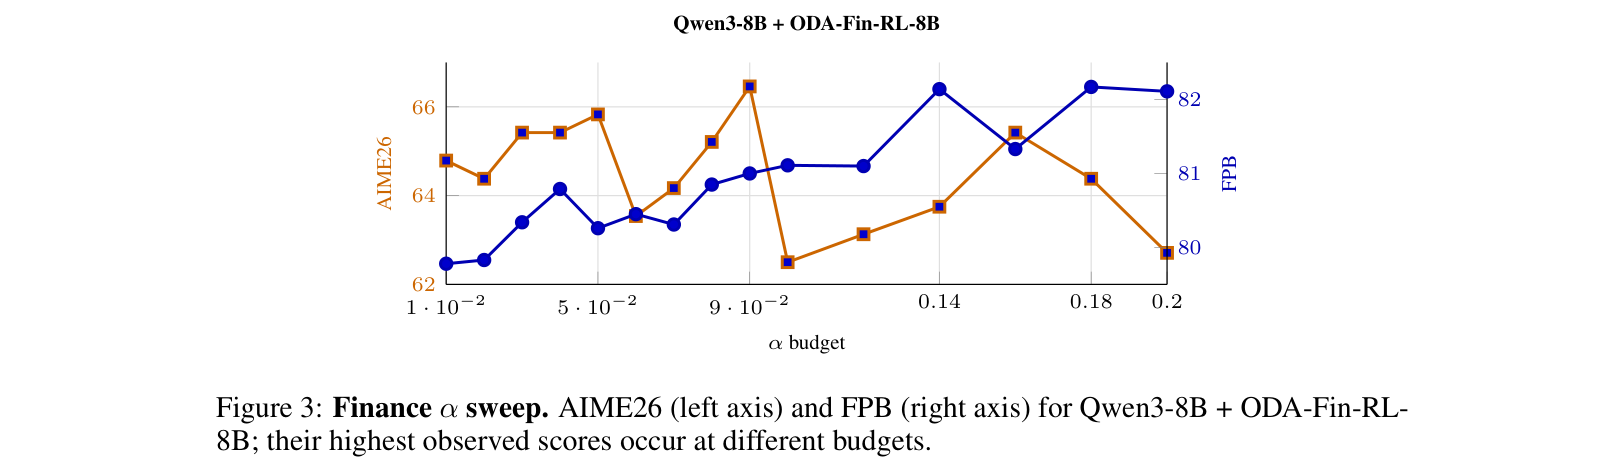 Qwen3-8B + ODA-Fin-RL-8B
66
64
62
AIME26
82
81
80
FPB
1 · 10⁻² 5 · 10⁻² 9 · 10⁻² 0.14 0.18 0.2
α budget
Figure 3: Finance α sweep. AIME26 (left axis) and FPB (right axis) for Qwen3-8B + ODA-Fin-RL-
8B; their highest observed scores occur at different budgets.